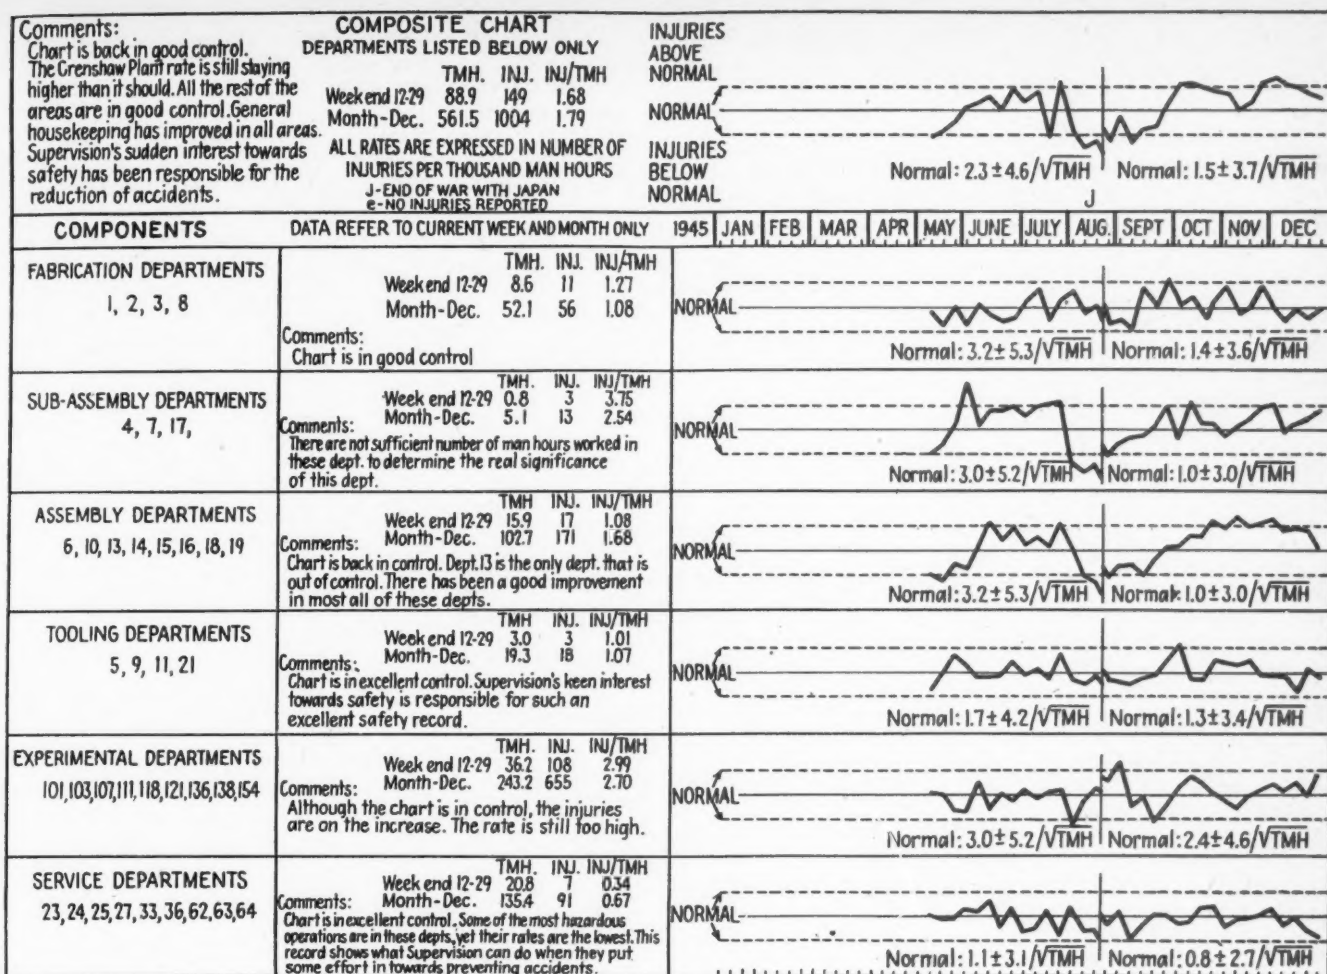 Comments:
Chart is back in good control.
The Crenshaw Plant rate is still staying
higher than it should. All the rest of the
areas are in good control. General
housekeeping has improved in all areas.
Supervision's sudden interest towards
safety has been responsible for the
reduction of accidents.
COMPOSITE CHART
DEPARTMENTS LISTED BELOW ONLY
TMH. INJ. INJ/TMH
Week end 12-29 88.9 149 1.68
Month-Dec. 561.5 1004 1.79
ALL RATES ARE EXPRESSED IN NUMBER OF
INJURIES PER THOUSAND MAN HOURS
J-END OF WAR WITH JAPAN
e-NO INJURIES REPORTED
INJURIES
ABOVE
NORMAL
NORMAL
INJURIES
BELOW
NORMAL
Normal: 2.3±4.6/√TMH Normal: 1.5±3.7/√TMH
J
COMPONENTS DATA REFER TO CURRENT WEEK AND MONTH ONLY 1945 JAN FEB MAR APR MAY JUNE JULY AUG. SEPT OCT NOV DEC
FABRICATION DEPARTMENTS
1, 2, 3, 8
TMH. INJ. INJ/TMH
Week end 12-29 8.6 11 1.27
Month-Dec. 52.1 56 1.08
Comments:
Chart is in good control
NORMAL
Normal: 3.2±5.3/√TMH Normal: 1.4±3.6/√TMH
SUB-ASSEMBLY DEPARTMENTS
4, 7, 17,
TMH. INJ. INJ/TMH
Week end 12-29 0.8 3 3.75
Month-Dec. 5.1 13 2.54
Comments:
There are not sufficient number of man hours worked in
these dept. to determine the real significance
of this dept.
NORMAL
Normal: 3.0±5.2/√TMH Normal: 1.0±3.0/√TMH
ASSEMBLY DEPARTMENTS
6, 10, 13, 14, 15, 16, 18, 19
TMH INJ. INJ/TMH
Week end 12-29 15.9 17 1.08
Month-Dec. 102.7 171 1.68
Comments:
Chart is back in control. Dept. 13 is the only dept. that is
out of control. There has been a good improvement
in most all of these depts.
NORMAL
Normal: 3.2±5.3/√TMH Normal: 1.0±3.0/√TMH
TOOLING DEPARTMENTS
5, 9, 11, 21
TMH INJ. INJ/TMH
Week end 12-29 3.0 3 1.01
Month-Dec. 19.3 18 1.07
Comments:
Chart is in excellent control. Supervision's keen interest
towards safety is responsible for such an
excellent safety record.
NORMAL
Normal: 1.7±4.2/√TMH Normal: 1.3±3.4/√TMH
EXPERIMENTAL DEPARTMENTS
101, 103, 107, 111, 118, 121, 136, 138, 154
TMH. INJ. INJ/TMH
Week end 12-29 36.2 108 2.99
Month-Dec. 243.2 655 2.70
Comments:
Although the chart is in control, the injuries
are on the increase. The rate is still too high.
NORMAL
Normal: 3.0±5.2/√TMH Normal: 2.4±4.6/√TMH
SERVICE DEPARTMENTS
23, 24, 25, 27, 33, 36, 62, 63, 64
TMH. INJ. INJ/TMH
Week end 12-29 20.8 7 0.34
Month-Dec. 135.4 91 0.67
Comments:
Chart is in excellent control. Some of the most hazardous
operations are in these depts, yet their rates are the lowest. This
record shows what Supervision can do when they put
some effort in towards preventing accidents.
NORMAL
Normal: 1.1±3.1/√TMH Normal: 0.8±2.7/√TMH